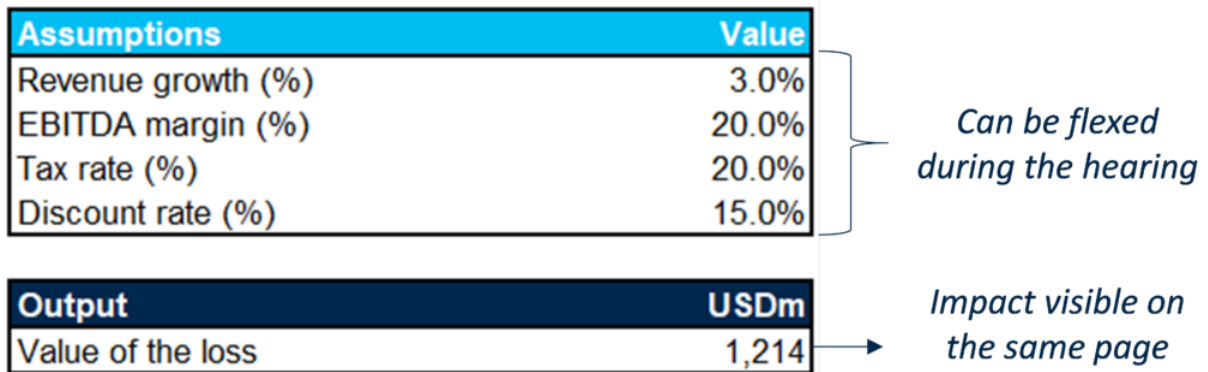 Assumptions Value
Revenue growth (%) 3.0%
EBITDA margin (%) 20.0%
Tax rate (%) 20.0%
Discount rate (%) 15.0%
Can be flexed
during the hearing
Output USDm
Value of the loss 1,214
Impact visible on
the same page